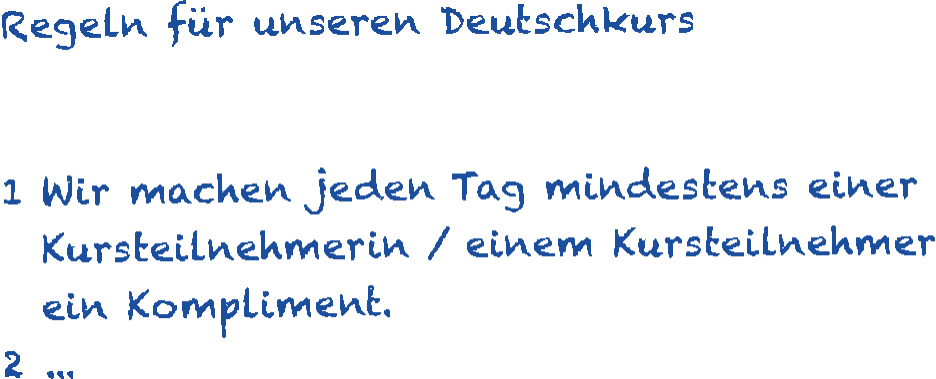 Regeln für unseren Deutschkurs
1 Wir machen jeden Tag mindestens einer
Kursteilnehmerin / einem Kursteilnehmer
ein Kompliment.
2 ...